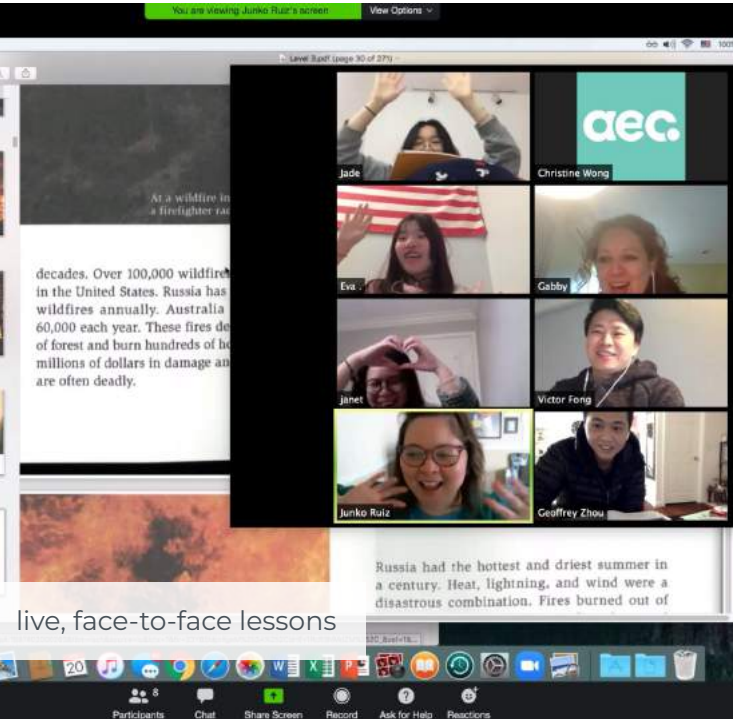 You are viewing Junko Ruiz's screen
View Options
100%
Level 3.pdf (page 30 of 271)
At a wildfire in
a firefighter
decades. Over 100,000 wildfire
in the United States. Russia has
wildfires annually. Australia
60,000 each year. These fires de
of forest and burn hundreds of
millions of dollars in damage an
are often deadly.
Jade
aec.
Christine Wong
Eva .
Gabby
janet
Victor Fong
Junko Ruiz
Geoffrey Zhou
Russia had the hottest and driest summer in
a century. Heat, lightning, and wind were a
disastrous combination. Fires burned out of
live, face-to-face lessons
20
8
Participants
Chat
Share Screen
Record
Ask for Help
Reactions